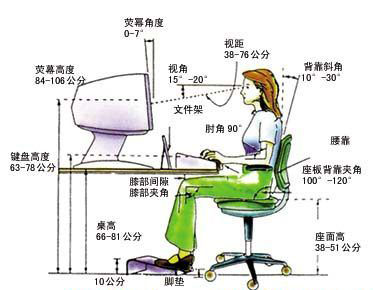 荧幕角度
0-7°
视距
38-76公分
荧幕高度
84-106公分
视角
15°-20°
背靠斜角
10°-30°
文件架
肘角90°
腰靠
键盘高度
63-78公分
膝部间隙
膝部夹角
座板背靠夹角
100°-120°
桌高
66-81公分
座面高
38-51公分
10公分
脚垫